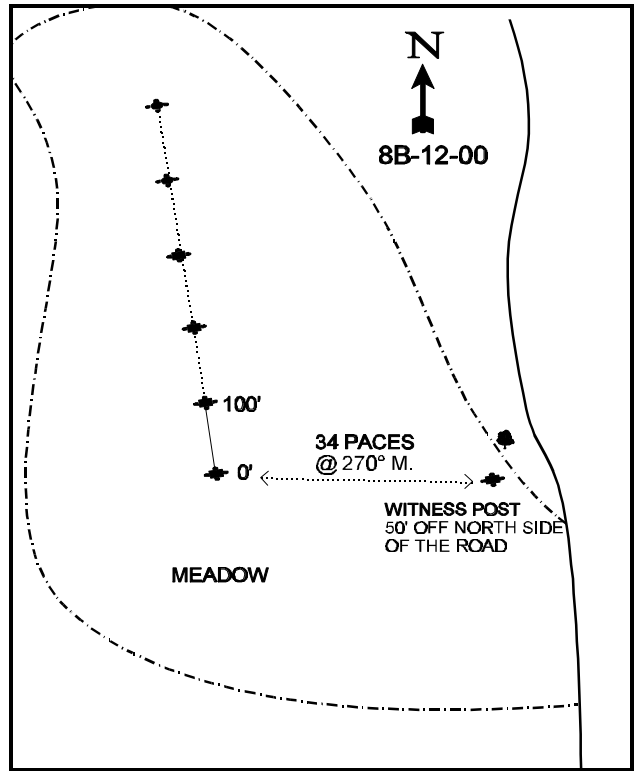 N
8B-12-00
100'
34 PACES
@ 270° M.
0'
WITNESS POST
50' OFF NORTH SIDE
OF THE ROAD
MEADOW